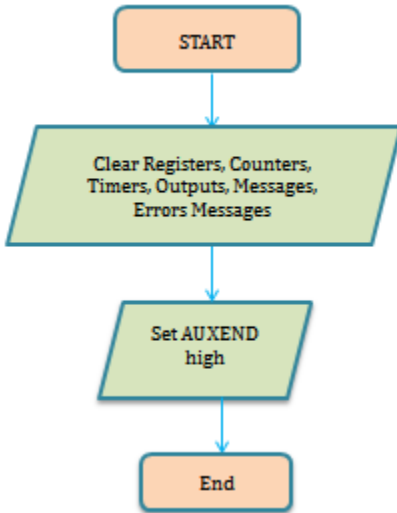 START
Clear Registers, Counters,
Timers, Outputs, Messages,
Errors Messages
Set AUXEND
high
End